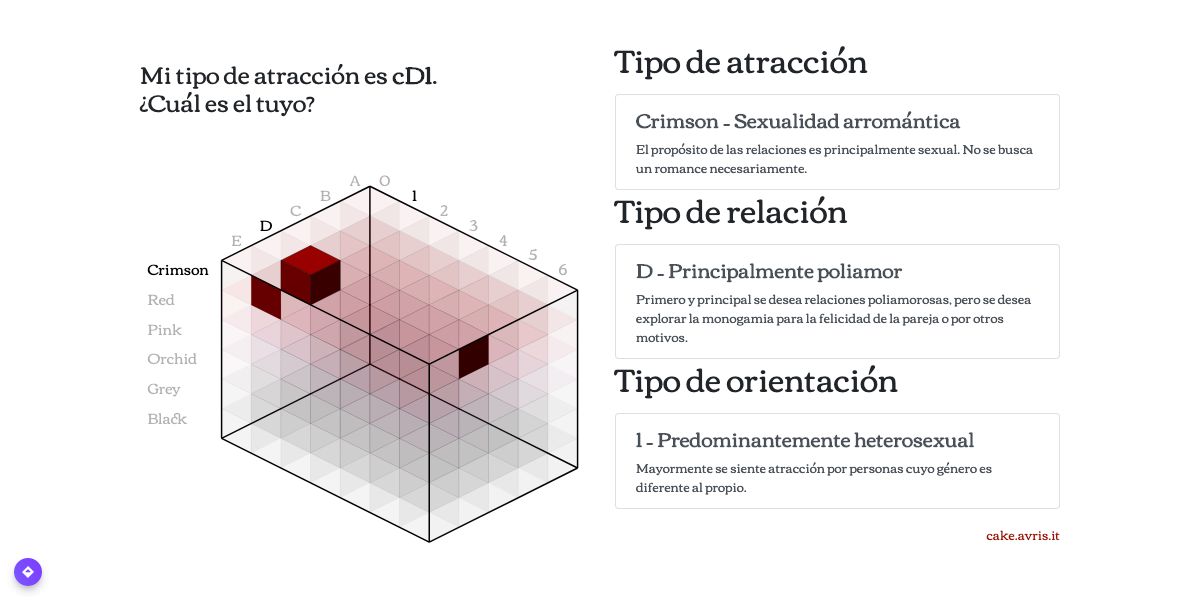 Mi tipo de atracción es cD1.
¿Cuál es el tuyo?
A
O
B
1
C
2
D
3
E
4
5
6
Crimson
Red
Pink
Orchid
Grey
Black
Tipo de atracción
Crimson - Sexualidad arromántica
El propósito de las relaciones es principalmente sexual. No se busca
un romance necesariamente.
Tipo de relación
D - Principalmente poliamor
Primero y principal se desea relaciones poliamorosas, pero se desea
explorar la monogamia para la felicidad de la pareja o por otros
motivos.
Tipo de orientación
1 - Predominantemente heterosexual
Mayormente se siente atracción por personas cuyo género es
diferente al propio.
cake.avris.it